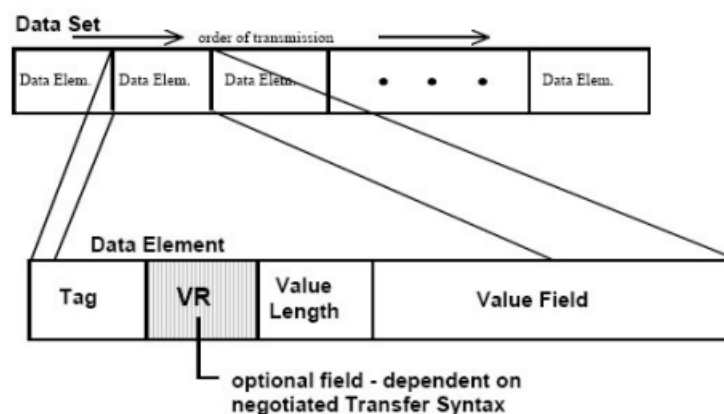 Data Set
order of transmission
Data Elem. Data Elem. Data Elem. • • • Data Elem.
Data Element
Tag VR Value Length Value Field
optional field - dependent on
negotiated Transfer Syntax